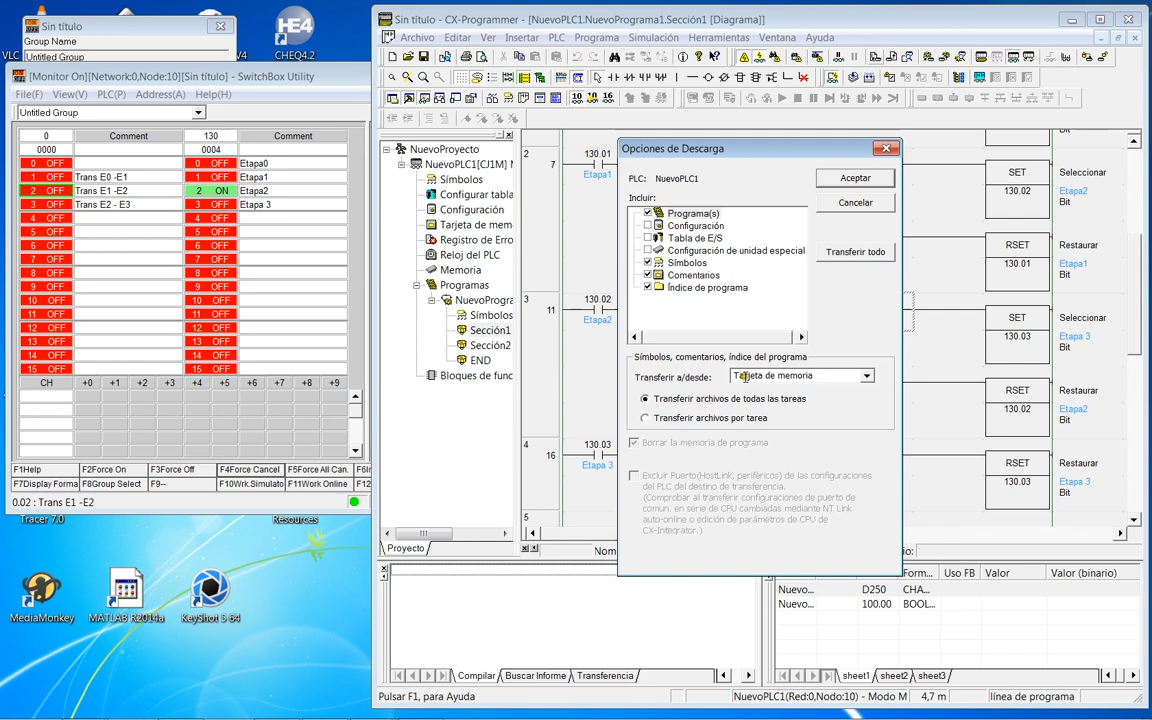 Sin título
Group Name
Untitled Group
VLC
V4
HE4
CHEQ4.2
[Monitor On][Network:0,Node:10][Sin título] - SwitchBox Utility
File(F) View(V) PLC(P) Address(A) Help(H)
Untitled Group
0 Comment 130 Comment
0000 0004
0 OFF 0 OFF Etapa0
1 OFF Trans E0 -E1 1 OFF Etapa1
2 OFF Trans E1 -E2 2 ON Etapa2
3 OFF Trans E2 - E3 3 OFF Etapa 3
4 OFF 4 OFF
5 OFF 5 OFF
6 OFF 6 OFF
7 OFF 7 OFF
8 OFF 8 OFF
9 OFF 9 OFF
10 OFF 10 OFF
11 OFF 11 OFF
12 OFF 12 OFF
13 OFF 13 OFF
14 OFF 14 OFF
15 OFF 15 OFF
CH +0 +1 +2 +3 +4 +5 +6 +7 +8 +9
F1Help F2Force On F3Force Off F4Force Cancel F5Force All Can. F6In
F7Display Forma F8Group Select F9-- F10Wrk.Simulato F11Work Online F12
0.02 : Trans E1 -E2
Tracer 7.0
Resources
MediaMonkey
MATLAB R2014a
KeyShot 5 64
Sin título - CX-Programmer - [NuevoPLC1.NuevoPrograma1.Sección1 [Diagrama]]
Archivo Editar Ver Insertar PLC Programa Simulación Herramientas Ventana Ayuda
NuevoProyecto
NuevoPLC1[CJ1M] M
Símbolos
Configurar tabla
Configuración
Tarjeta de mem
Registro de Erro
Reloj del PLC
Memoria
Programas
NuevoProgra
Símbolos
Sección1
Sección2
END
Bloques de func
Proyecto
2
7
130.01
Etapa1
3
11
130.02
Etapa2
4
16
130.03
Etapa 3
5
Bit
SET Seleccionar
130.02 Etapa2
Bit
RSET Restaurar
130.01 Etapa1
Bit
SET Seleccionar
130.03 Etapa 3
Bit
RSET Restaurar
130.02 Etapa2
Bit
RSET Restaurar
130.03 Etapa 3
Bit
Opciones de Descarga
PLC: NuevoPLC1
Aceptar
Cancelar
Transferir todo
Incluir:
Programa(s)
Configuración
Tabla de E/S
Configuración de unidad especial
Símbolos
Comentarios
Índice de programa
Símbolos, comentarios, índice del programa
Transferir a/desde: Tarjeta de memoria
Transferir archivos de todas las tareas
Transferir archivos por tarea
Borrar la memoria de programa
Excluir Puerto(HostLink, periféricos) de las configuraciones
del PLC del destino de transferencia.
(Comprobar al transferir configuraciones de puerto de
comun. en serie de CPU cambiadas mediante NT Link
auto-online o edición de parámetros de CPU de
CX-Integrator.)
Nom
io:
Form... Uso FB Valor Valor (binario)
Nuevo... D250 CHA...
Nuevo... 100.00 BOOL...
Compilar Buscar Informe Transferencia
sheet1 sheet2 sheet3
Pulsar F1, para Ayuda
NuevoPLC1(Red:0,Nodo:10) - Modo M 4,7 m línea de programa